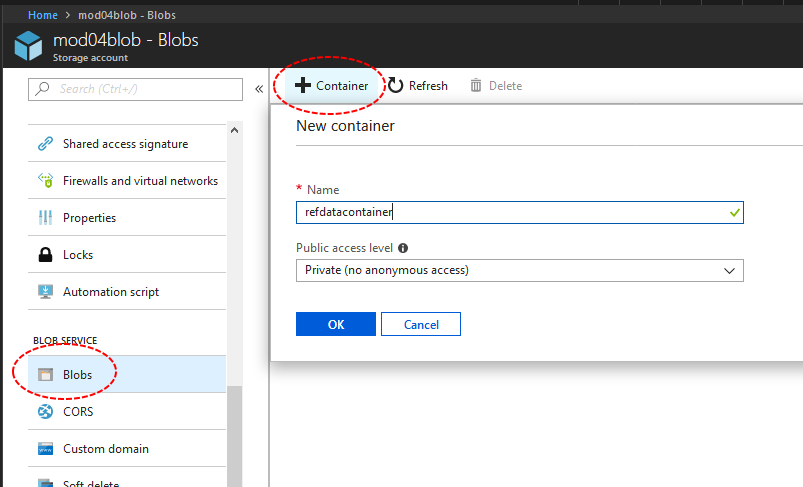 Home > mod04blob - Blobs
mod04blob - Blobs
Storage account
Search (Ctrl+/)
«
Shared access signature
Firewalls and virtual networks
Properties
Locks
Automation script
BLOB SERVICE
Blobs
CORS
Custom domain
Soft delete
+ Container
Refresh
Delete
New container
* Name
refdatacontainer
Public access level
Private (no anonymous access)
OK
Cancel